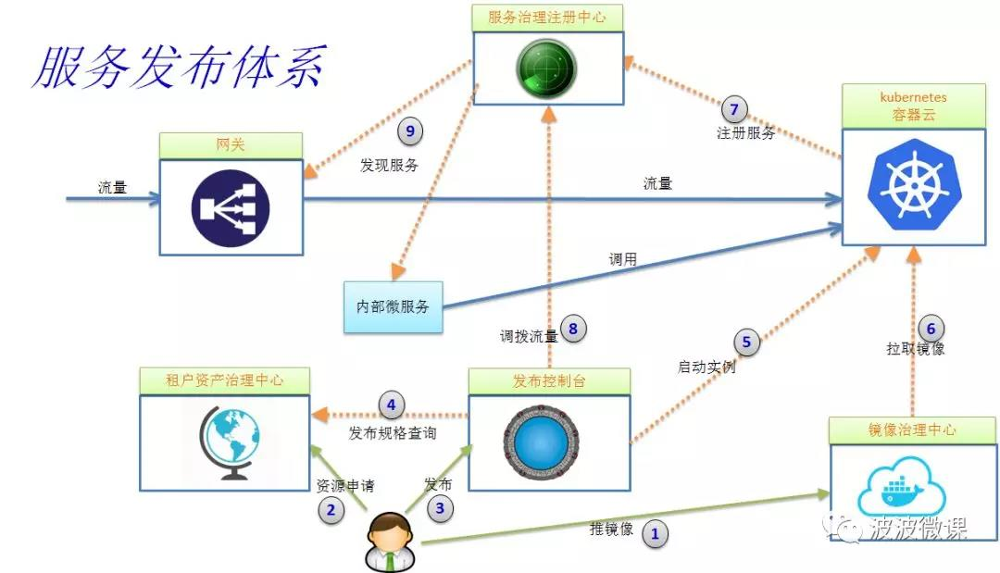 服务发布体系
服务治理注册中心
kubernetes
容器云
7
注册服务
9
发现服务
网关
流量
流量
调用
内部微服务
调拨流量
8
5
启动实例
6
拉取镜像
租户资产治理中心
4
发布规格查询
发布控制台
镜像治理中心
资源申请
2
发布
3
推镜像
1
波波微课